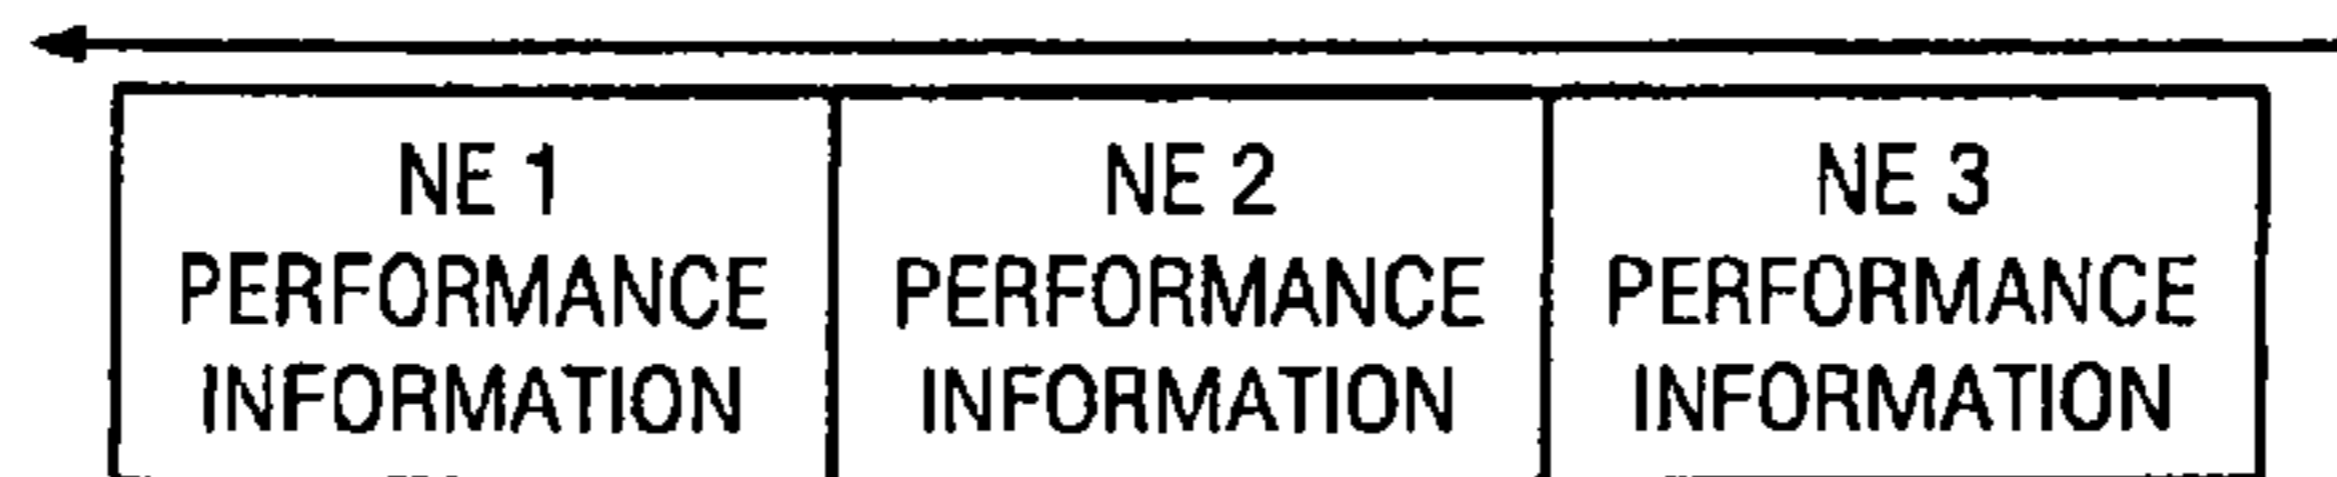 NE 1
PERFORMANCE
INFORMATION
NE 2
PERFORMANCE
INFORMATION
NE 3
PERFORMANCE
INFORMATION